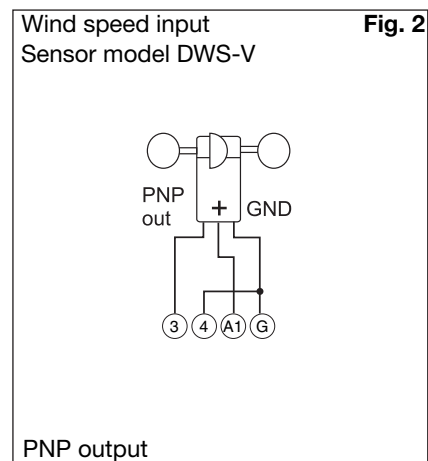 Wind speed input Fig. 2
Sensor model DWS-V
PNP
out
+ GND
3 4 A1 G
PNP output